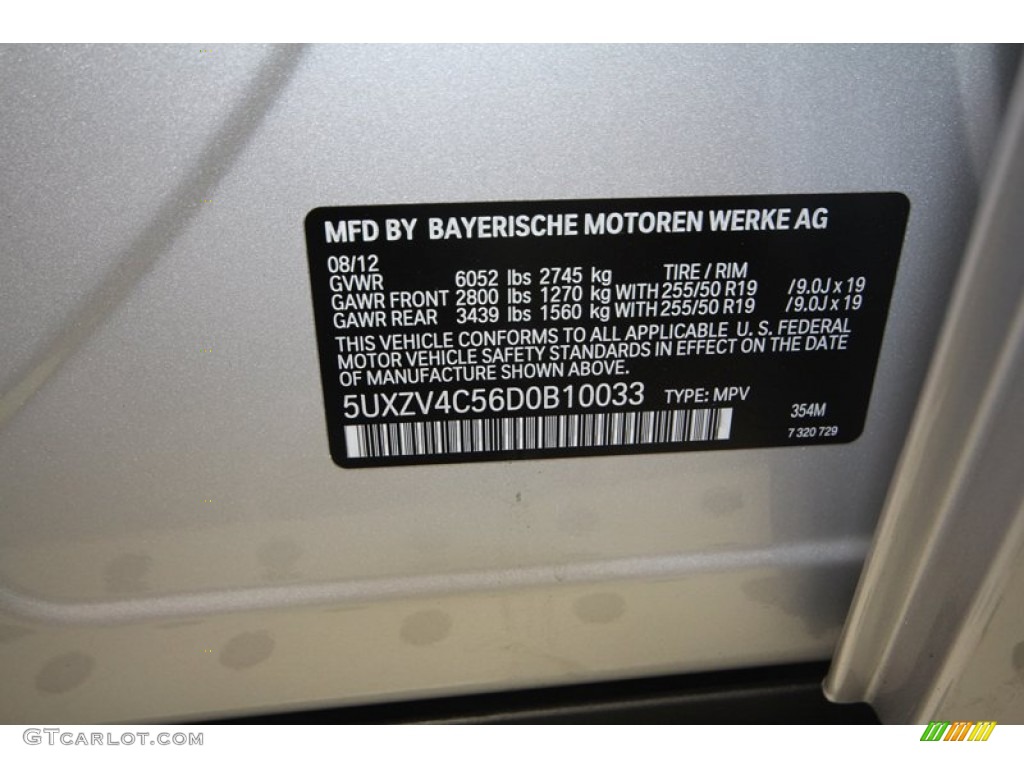 MFD BY BAYERISCHE MOTOREN WERKE AG
08/12
GVWR 6052 lbs 2745 kg TIRE / RIM
GAWR FRONT 2800 lbs 1270 kg WITH 255/50 R19 /9.0J x 19
GAWR REAR 3439 lbs 1560 kg WITH 255/50 R19 /9.0J x 19
THIS VEHICLE CONFORMS TO ALL APPLICABLE U. S. FEDERAL
MOTOR VEHICLE SAFETY STANDARDS IN EFFECT ON THE DATE
OF MANUFACTURE SHOWN ABOVE.
5UXZV4C56D0B10033 TYPE: MPV
354M
7 320 729
GTCARLOT.COM